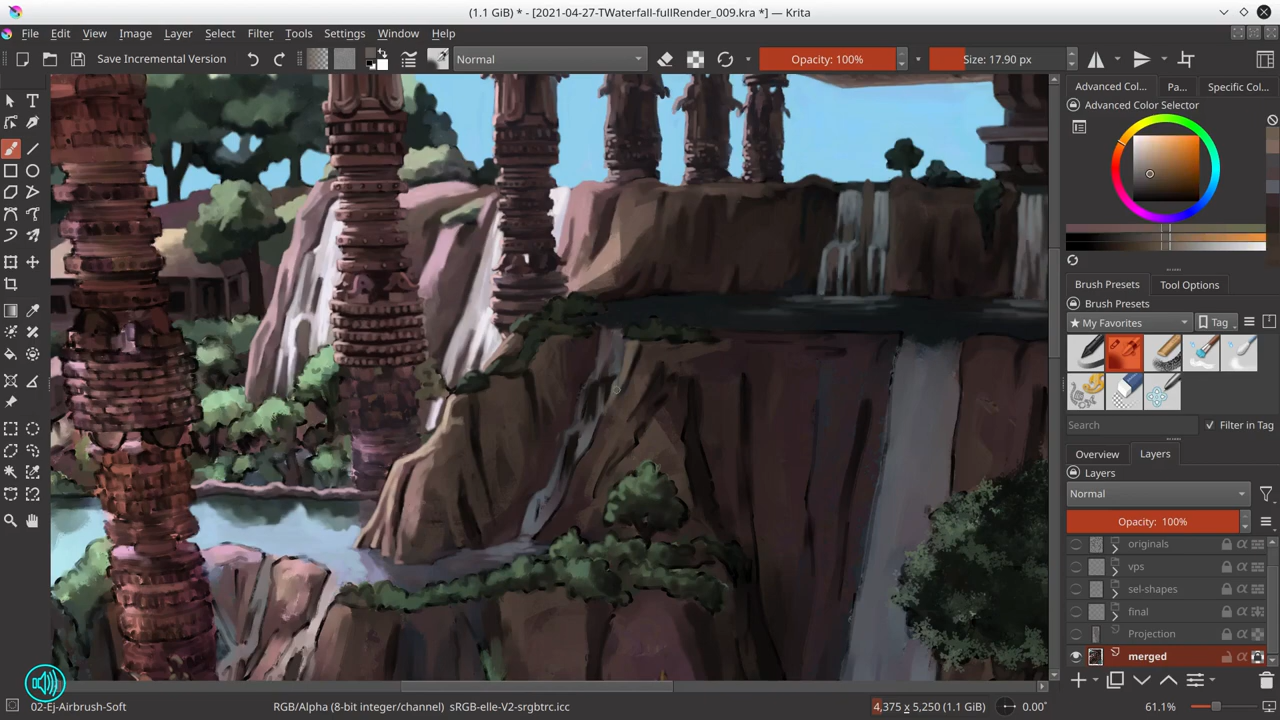 (1.1 GiB) * - [2021-04-27-TWaterfall-fullRender_009.kra *] — Krita
File Edit View Image Layer Select Filter Tools Settings Window Help
Save Incremental Version
Normal
Opacity: 100%
Size: 17.90 px
Advanced Col... Pa... Specific Col...
Advanced Color Selector
Brush Presets Tool Options
Brush Presets
★ My Favorites
Tag
Search
Filter in Tag
Overview Layers
Layers
Normal
Opacity: 100%
originals
vps
sel-shapes
final
Projection
merged
02-Ej-Airbrush-Soft
RGB/Alpha (8-bit integer/channel) sRGB-elle-V2-srgbtrc.icc
4,375 x 5,250 (1.1 GiB)
0.00°
61.1%